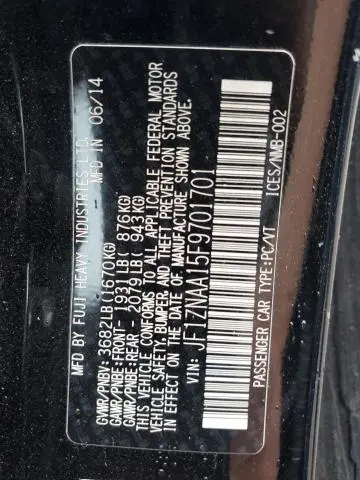 MFD BY FUJI HEAVY INDUSTRIES LTD. 06/14
GVWR/PNBV: 3682LB(1670KG)
GAWR/PNBE:FRONT- 1931LB( 876KG)
GAWR/PNBE:REAR - 2079LB( 943KG)
THIS VEHICLE CONFORMS TO ALL APPLICABLE FEDERAL MOTOR
VEHICLE SAFETY, BUMPER AND THEFT PREVENTION STANDARDS
IN EFFECT ON THE DATE OF MANUFACTURE SHOWN ABOVE.
VIN: JF1ZNAA15F9701701
PASSENGER CAR TYPE:PC/VT
ICES/NMB-002